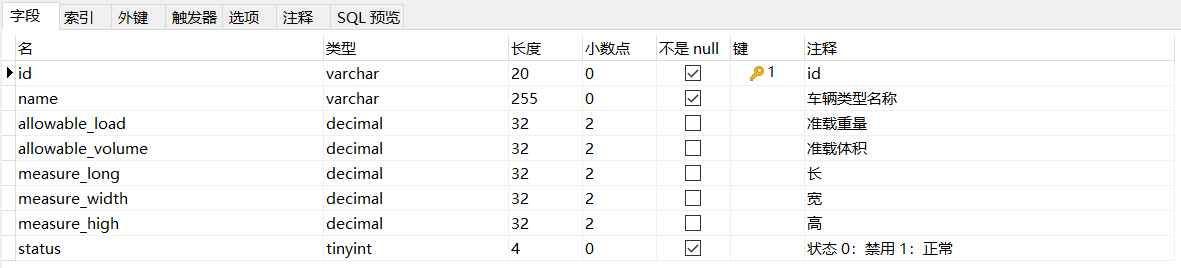 字段 索引 外键 触发器 选项 注释 SQL 预览
名 类型 长度 小数点 不是 null 键 注释
id varchar 20 0 1 id
name varchar 255 0 车辆类型名称
allowable_load decimal 32 2 准载重量
allowable_volume decimal 32 2 准载体积
measure_long decimal 32 2 长
measure_width decimal 32 2 宽
measure_high decimal 32 2 高
status tinyint 4 0 状态 0：禁用 1：正常